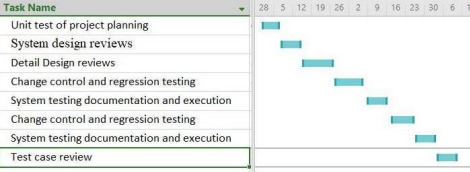 Task Name 28 5 12 19 26 2 9 16 23 30 6
Unit test of project planning
System design reviews
Detail Design reviews
Change control and regression testing
System testing documentation and execution
Change control and regression testing
System testing documentation and execution
Test case review